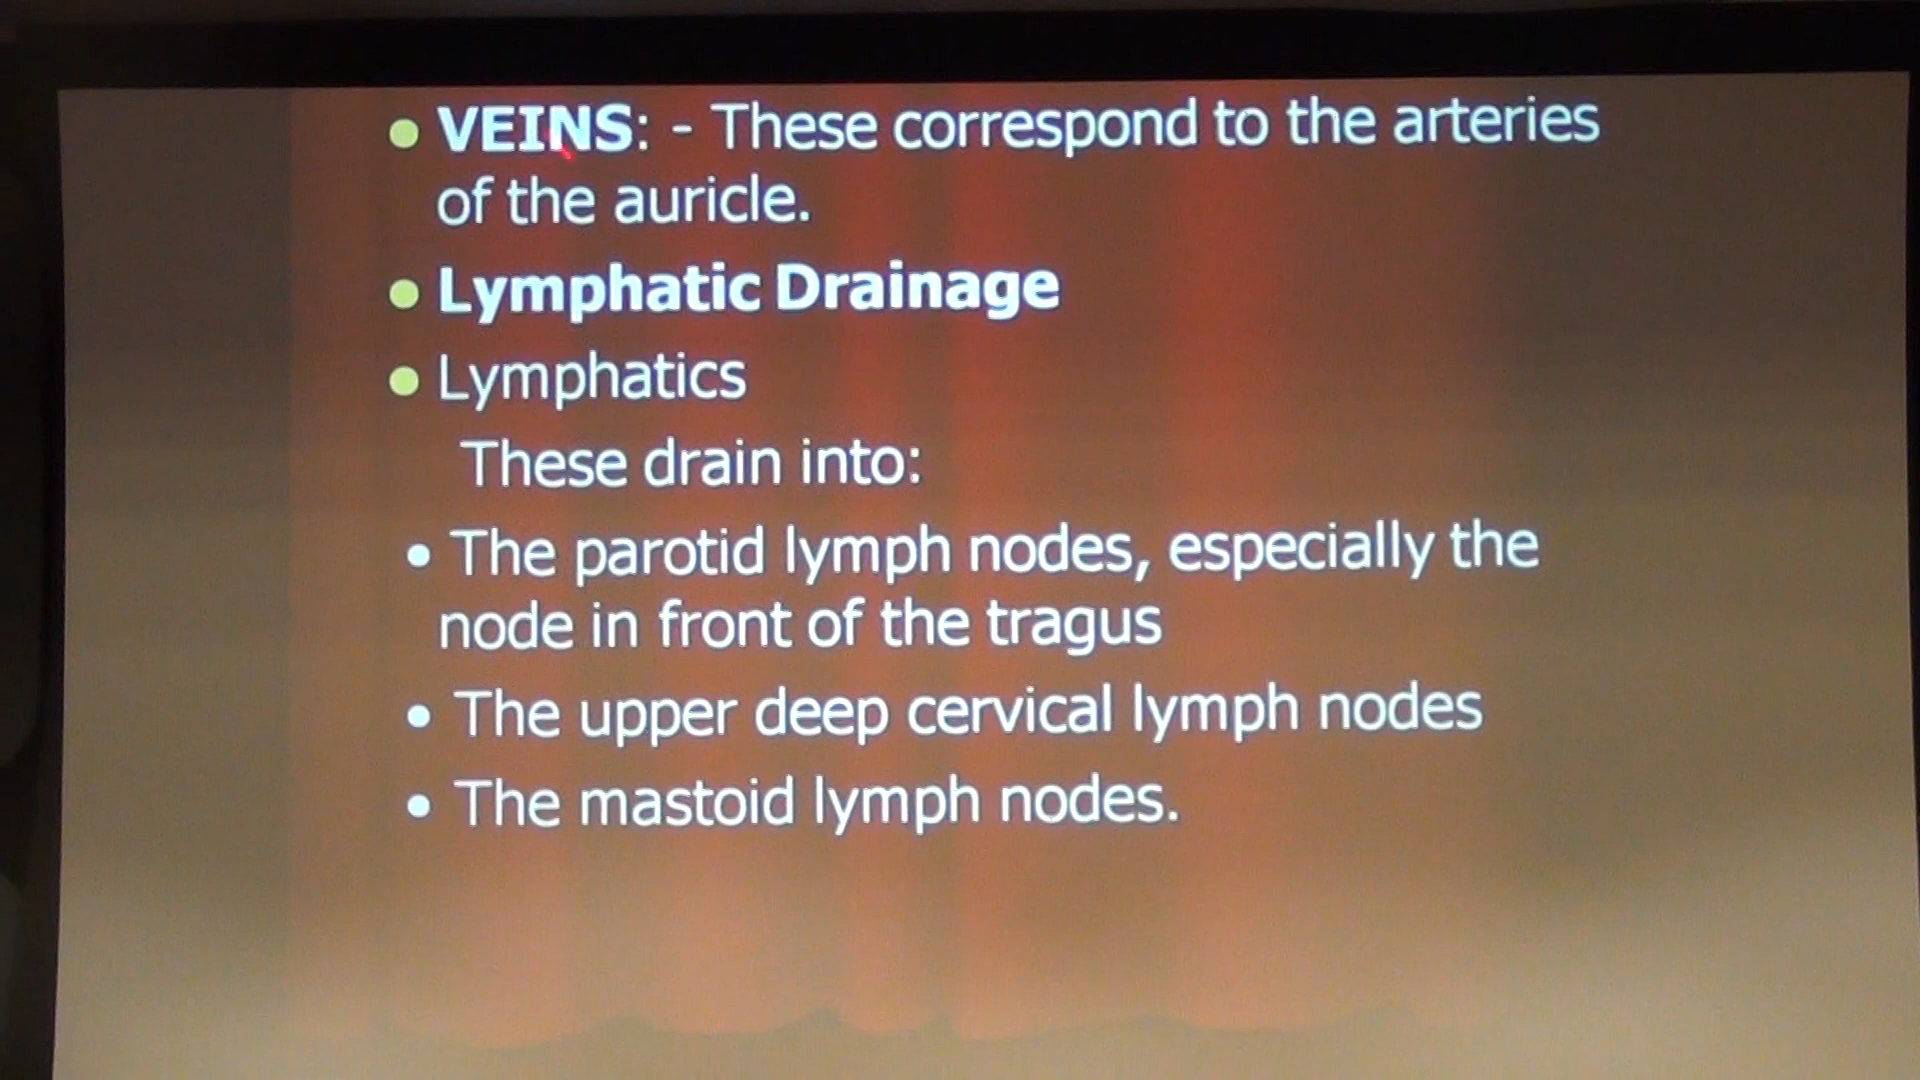 • VEINS: - These correspond to the arteries
of the auricle.
• Lymphatic Drainage
• Lymphatics
These drain into:
• The parotid lymph nodes, especially the
node in front of the tragus
• The upper deep cervical lymph nodes
• The mastoid lymph nodes.